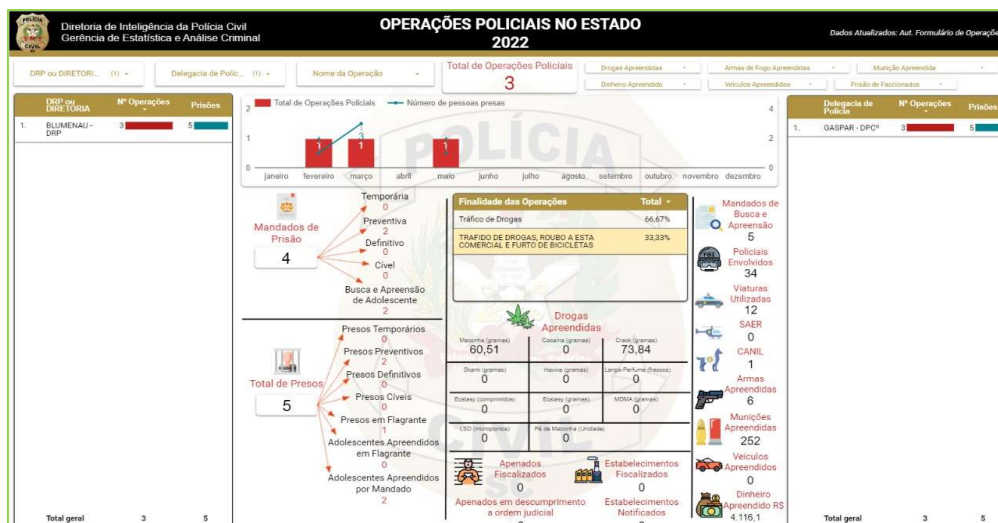 POLÍCIA
CIVIL
Diretoria de Inteligência da Polícia Civil
Gerência de Estatística e Análise Criminal
OPERAÇÕES POLICIAIS NO ESTADO
2022
Dados Atualizados: Aut. Formulário de Operaçõe
DRP ou DIRETORI... (1)
Delegacia de Políc... (1)
Nome da Operação
Total de Operações Policiais
3
Drogas Apreendidas
Armas de Fogo Apreendidas
Munição Apreendida
Dinheiro Apreendido
Veículos Apreendidos
Prisão de Faccionados
DRP ou DIRETORIA Nº Operações Prisões
1. BLUMENAU - DRP 3 5
Total geral 3 5
Total de Operações Policiais Número de pessoas presas
2 4
1 2
0 0
1 1 3 1
janeiro fevereiro março abril maio junho julho agosto setembro outubro novembro dezembro
Delegacia de Polícia Nº Operações Prisões
1. GASPAR - DPCº 3 5
Total geral 3 5
Mandados de Prisão
4
Temporária
0
Preventiva
2
Definitivo
0
Cível
0
Busca e Apreensão de Adolescente
2
Total de Presos
5
Presos Temporários
0
Presos Preventivos
2
Presos Definitivos
0
Presos Cíveis
0
Presos em Flagrante
1
Adolescentes Apreendidos em Flagrante
0
Adolescentes Apreendidos por Mandado
2
Finalidade das Operações Total
Tráfico de Drogas 66,67%
TRAFIDO DE DROGAS, ROUBO A ESTA
COMERCIAL E FURTO DE BICICLETAS 33,33%
Drogas Apreendidas
Maconha (gramas) Cocaína (gramas) Crack (gramas)
60,51 0 73,84
Skank (gramas) Haxixe (gramas) Lança-Perfume (frascos)
0 0 0
Ecstasy (comprimidos) Ecstasy (gramas) MDMA (gramas)
0 0 0
LSD (micropontos) Pé de Maconha (Unidade)
0 0
Apenados Fiscalizados
0
Estabelecimentos Fiscalizados
0
Apenados em descumprimento a ordem judicial
Estabelecimentos Notificados
Mandados de Busca e Apreensão
5
Policiais Envolvidos
34
Viaturas Utilizadas
12
SAER
0
CANIL
1
Armas Apreendidas
6
Munições Apreendidas
252
Veículos Apreendidos
0
Dinheiro Apreendido R$
4.116,1
POLÍCIA
CIVIL
SC